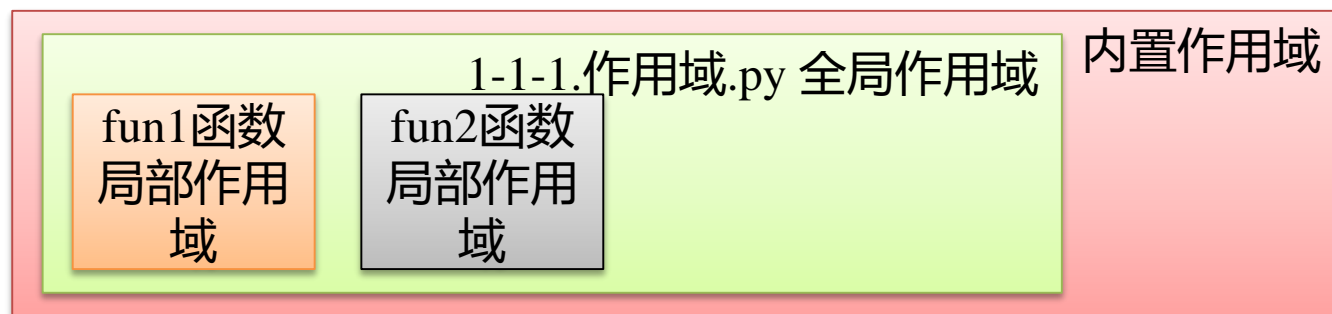 内置作用域
1-1-1.作用域.py 全局作用域
fun1函数
局部作用
域
fun2函数
局部作用
域